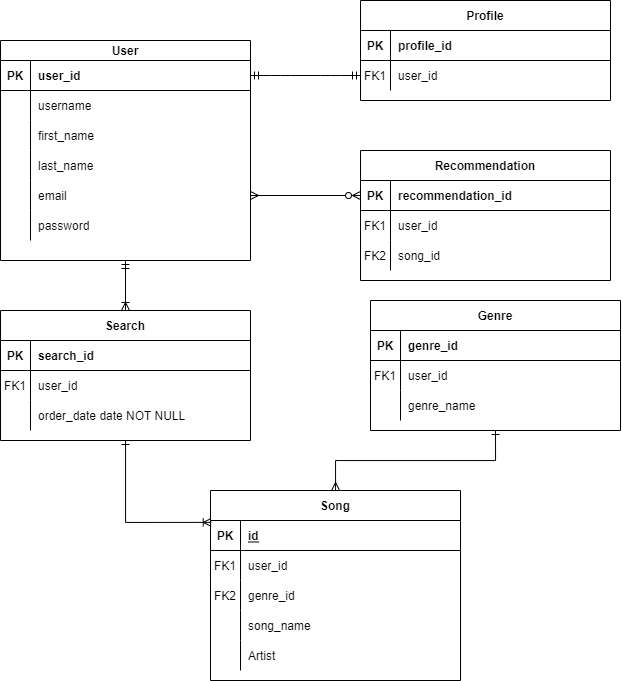 Profile
PK profile_id
FK1 user_id
User
PK user_id
username
first_name
last_name
email
password
Recommendation
PK recommendation_id
FK1 user_id
FK2 song_id
Search
PK search_id
FK1 user_id
order_date date NOT NULL
Genre
PK genre_id
FK1 user_id
genre_name
Song
PK id
FK1 user_id
FK2 genre_id
song_name
Artist